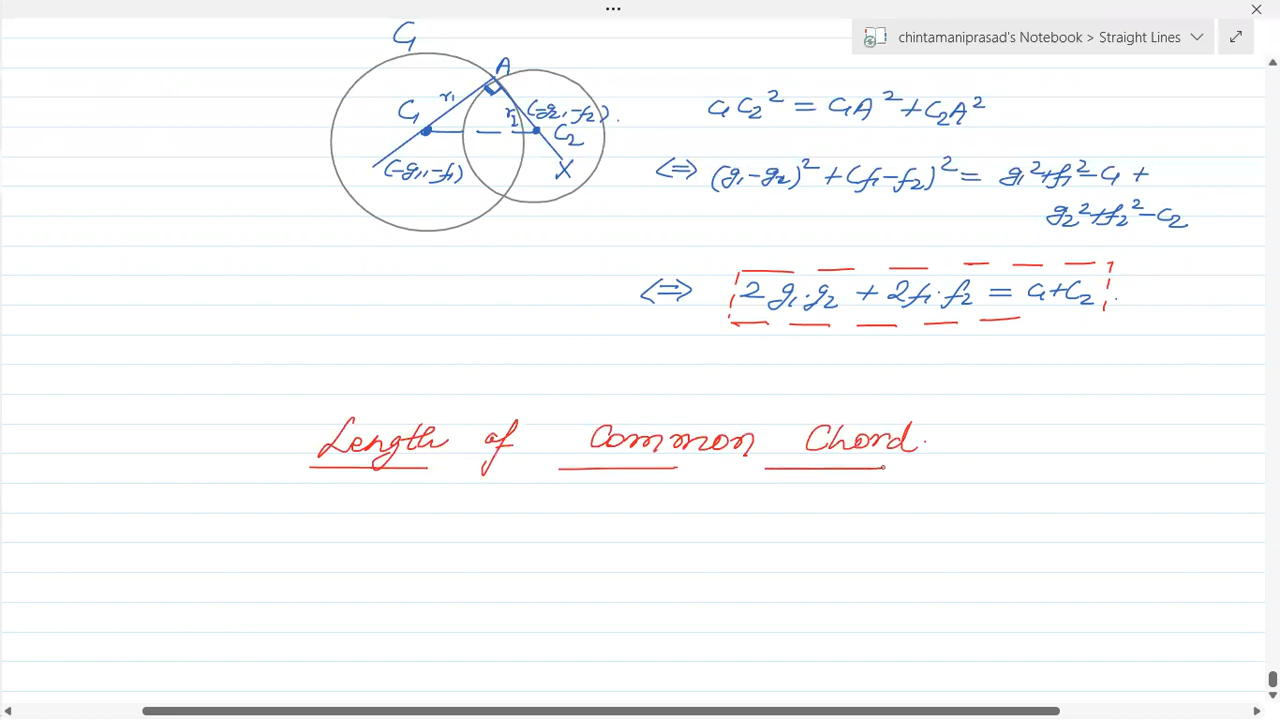 chintamaniprasad's Notebook > Straight Lines
C1
A
r1
C1
r2
(-g2, -f2).
C2
(-g1, -f1)
X
C1C2² = C1A² + C2A²
⇔ (g1-g2)² + (f1-f2)² = g1²+f1²-c1 +
g2²+f2²-c2
⇔ 2g1.g2 + 2f1.f2 = c1+c2.
Length of Common Chord.